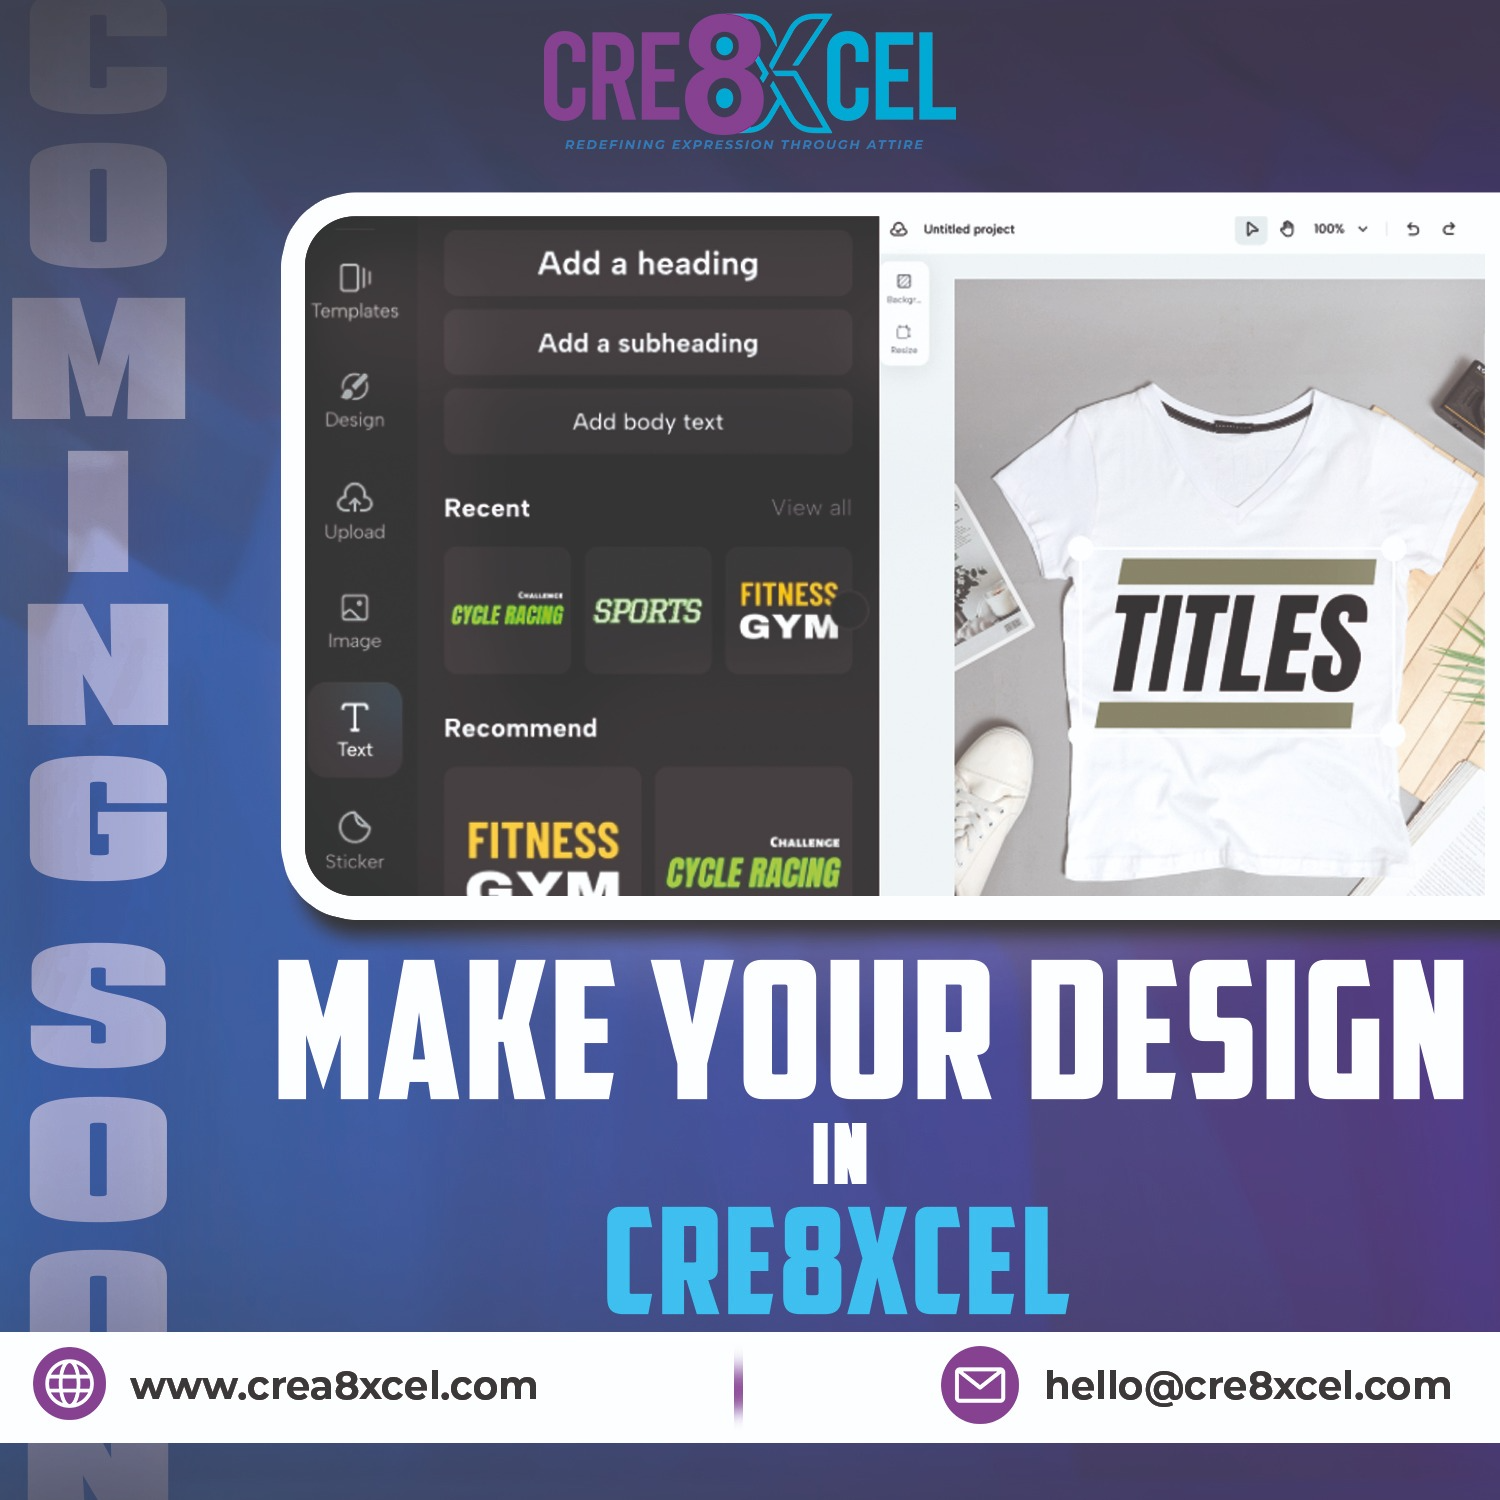 CRE8XCEL
REDEFINING EXPRESSION THROUGH ATTIRE
COMING SOON
Templates
Design
Upload
Image
Text
Sticker
Add a heading
Add a subheading
Add body text
Recent
View all
CHALLENGE
CYCLE RACING
SPORTS
FITNESS
GYM
Recommend
FITNESS
GYM
CHALLENGE
CYCLE RACING
Untitled project
100%
Backgr...
Resize
TITLES
MAKE YOUR DESIGN
IN
CRE8XCEL
www.crea8xcel.com
hello@cre8xcel.com